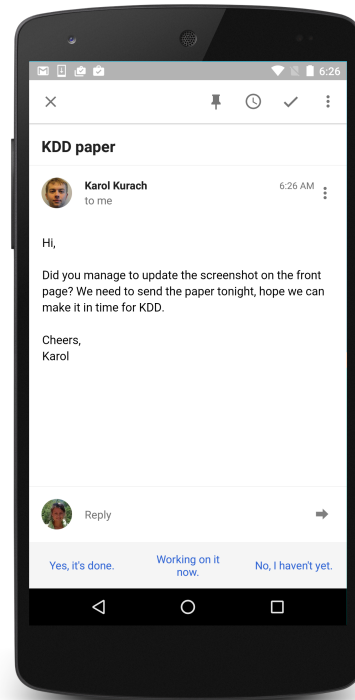 6:26
KDD paper
Karol Kurach
6:26 AM
to me
Hi,
Did you manage to update the screenshot on the front
page? We need to send the paper tonight, hope we can
make it in time for KDD.
Cheers,
Karol
Reply
Yes, it's done.
Working on it
now.
No, I haven't yet.